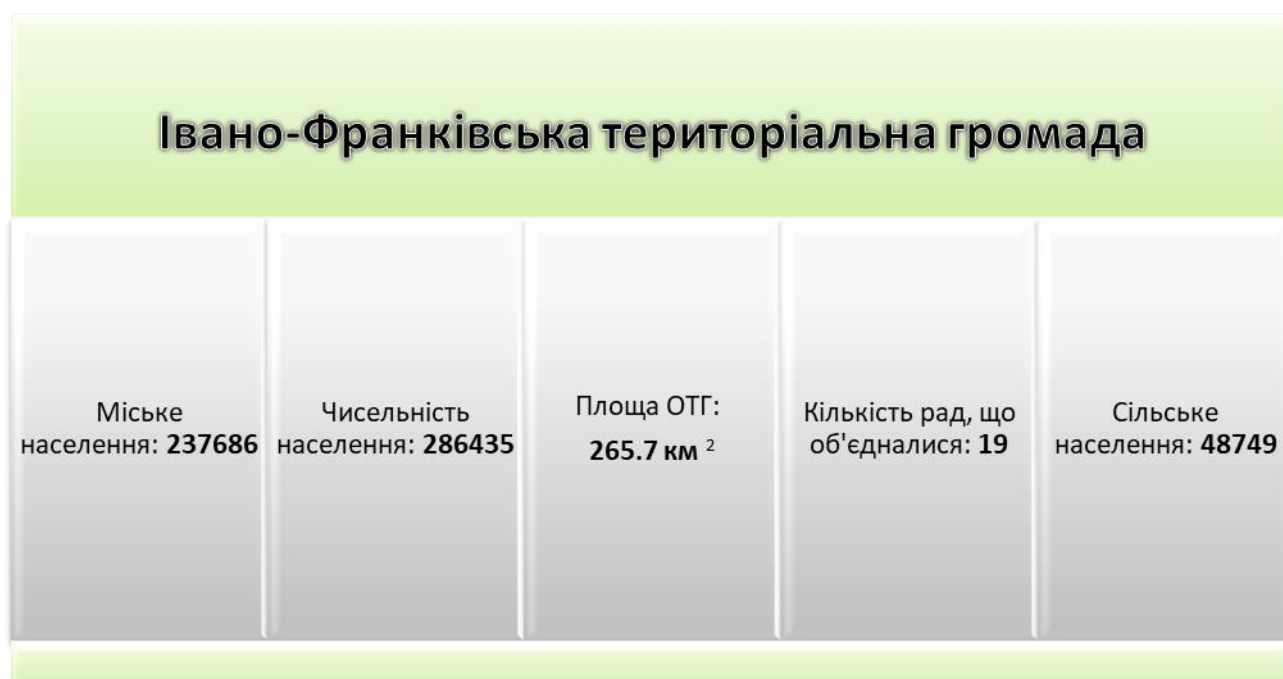 Івано-Франківська територіальна громада
Міське
населення: 237686
Чисельність
населення: 286435
Площа ОТГ:
265.7 км ²
Кількість рад, що
об'єдналися: 19
Сільське
населення: 48749